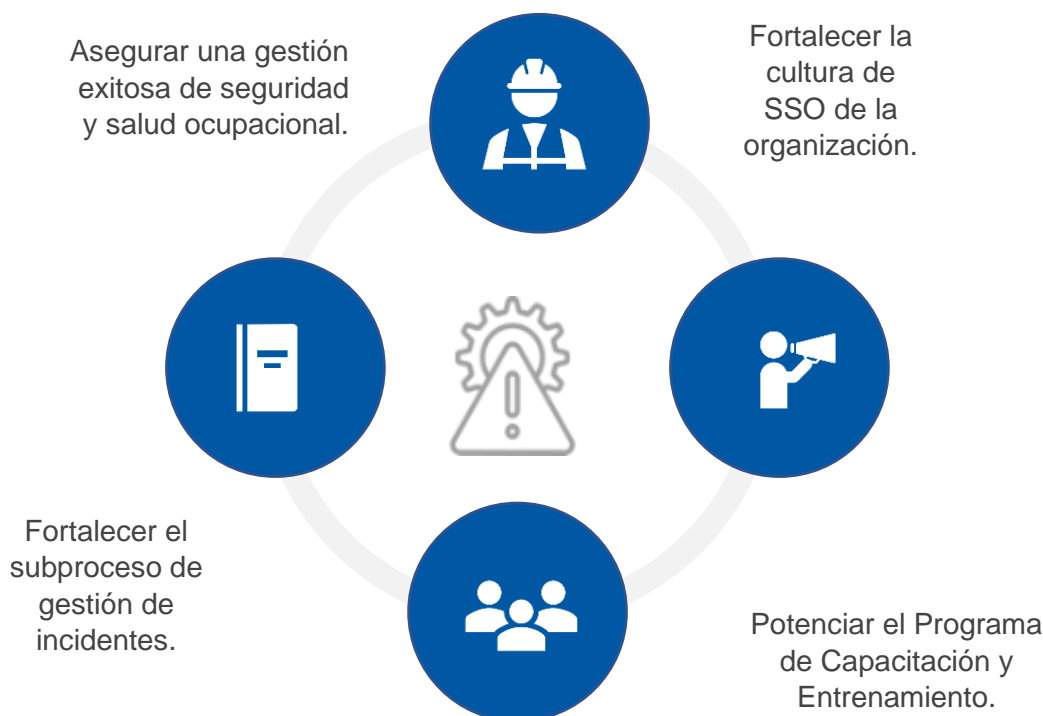 Asegurar una gestión
exitosa de seguridad
y salud ocupacional.
Fortalecer la
cultura de
SSO de la
organización.
Fortalecer el
subproceso de
gestión de
incidentes.
Potenciar el Programa
de Capacitación y
Entrenamiento.